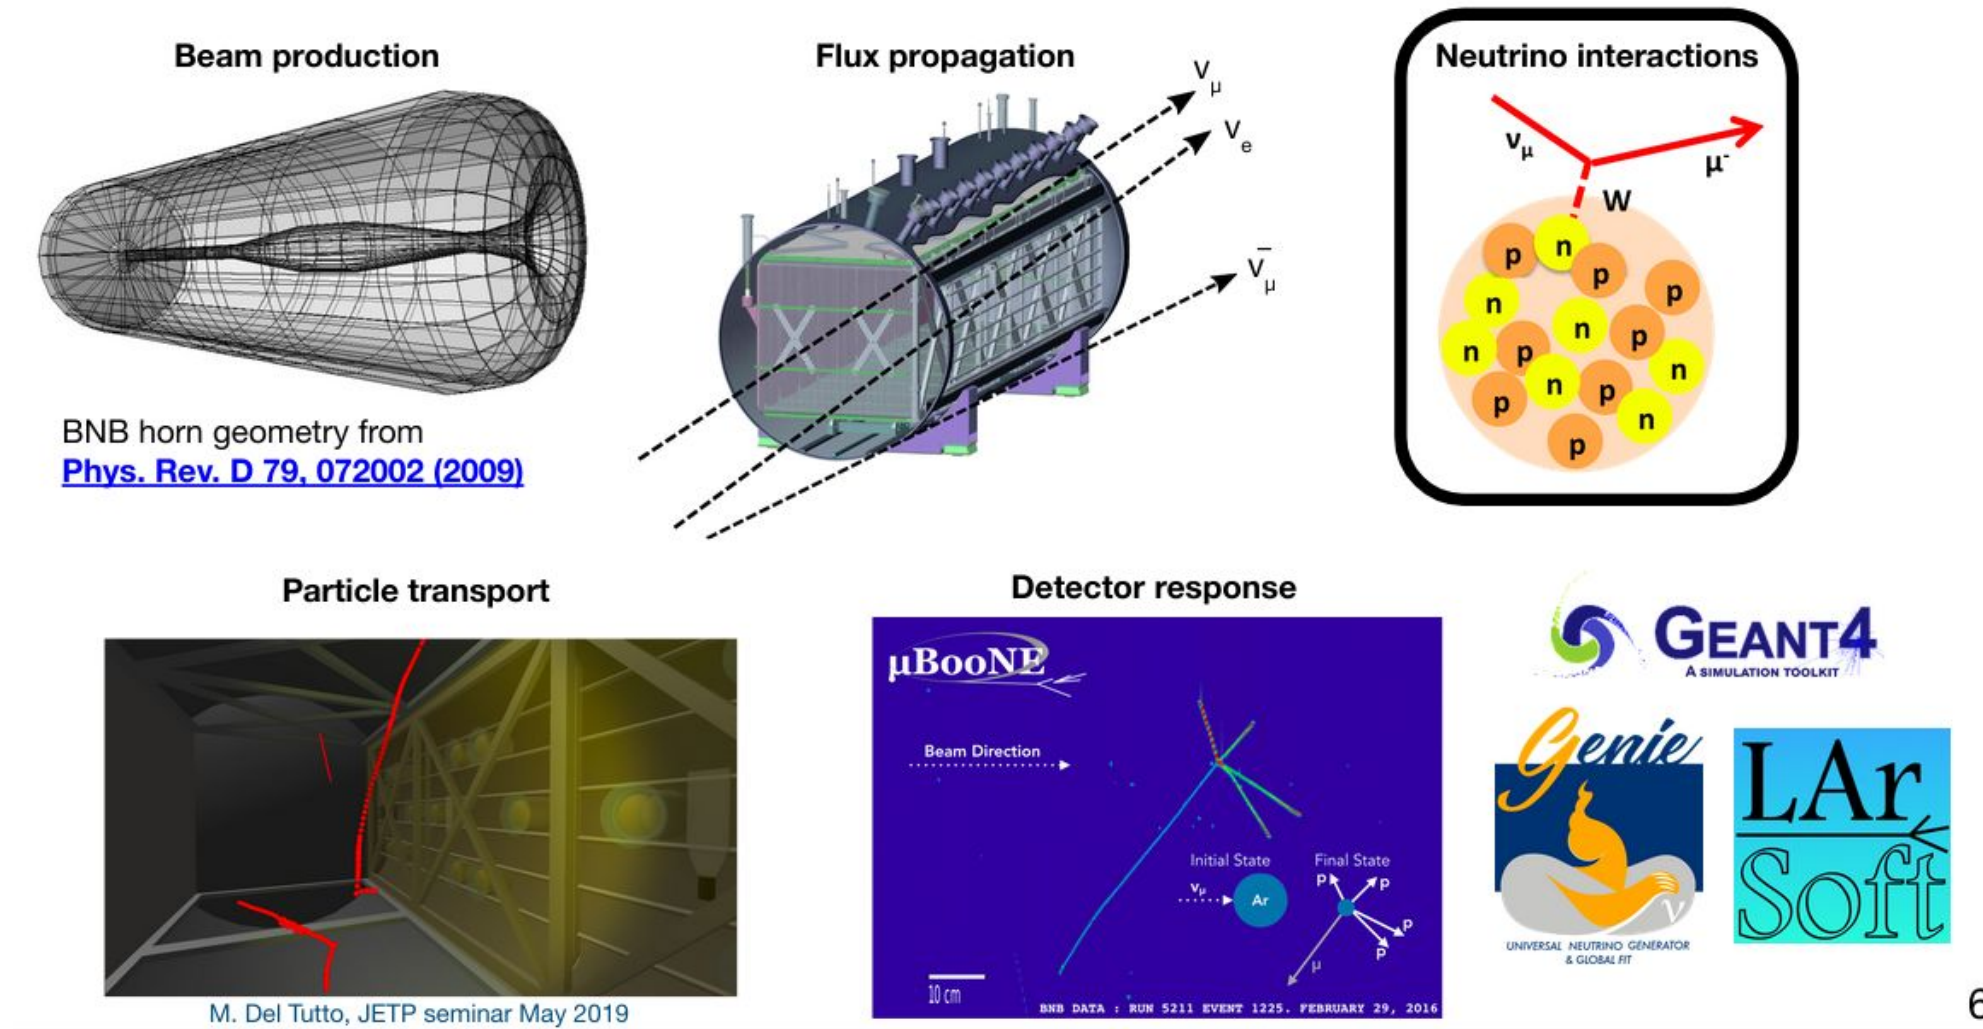 Beam production
BNB horn geometry from
Phys. Rev. D 79, 072002 (2009)
Flux propagation
νμ
νe
ν̄μ
Neutrino interactions
νμ
μ-
W
p
n
p
p
n
n
p
n
p
n
n
p
p
n
p
n
p
Particle transport
M. Del Tutto, JETP seminar May 2019
Detector response
μBooNE
Beam Direction
Initial State
Final State
νμ
Ar
p
p
p
p
μ
10 cm
BNB DATA : RUN 5211 EVENT 1225. FEBRUARY 29, 2016
GEANT4
A SIMULATION TOOLKIT
Genie
ν
UNIVERSAL NEUTRINO GENERATOR
& GLOBAL FIT
LAr
Soft
6